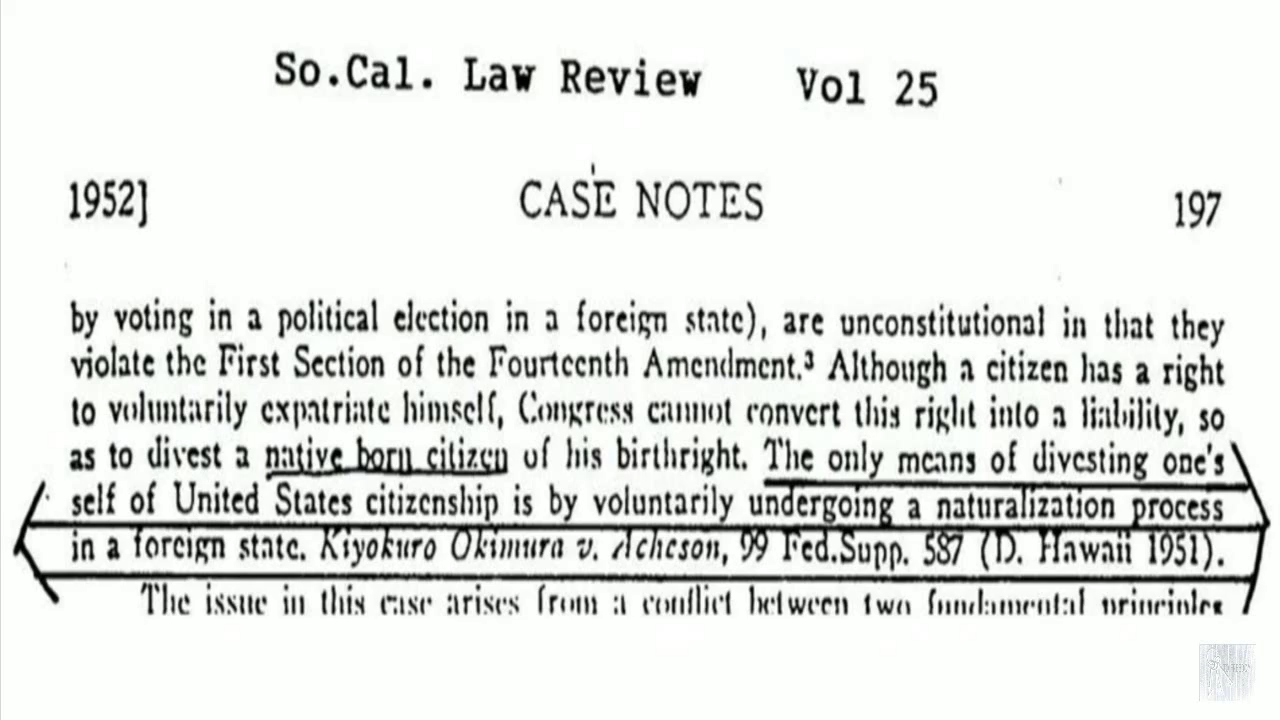 So.Cal. Law Review Vol 25
1952] CASE NOTES 197
by voting in a political election in a foreign state), are unconstitutional in that they
violate the First Section of the Fourteenth Amendment.³ Although a citizen has a right
to voluntarily expatriate himself, Congress cannot convert this right into a liability, so
as to divest a native born citizen of his birthright. The only means of divesting one's
self of United States citizenship is by voluntarily undergoing a naturalization process
in a foreign state. Kiyokuro Okimura v. Acheson, 99 Fed.Supp. 587 (D. Hawaii 1951).
The issue in this case arises from a conflict between two fundamental principles